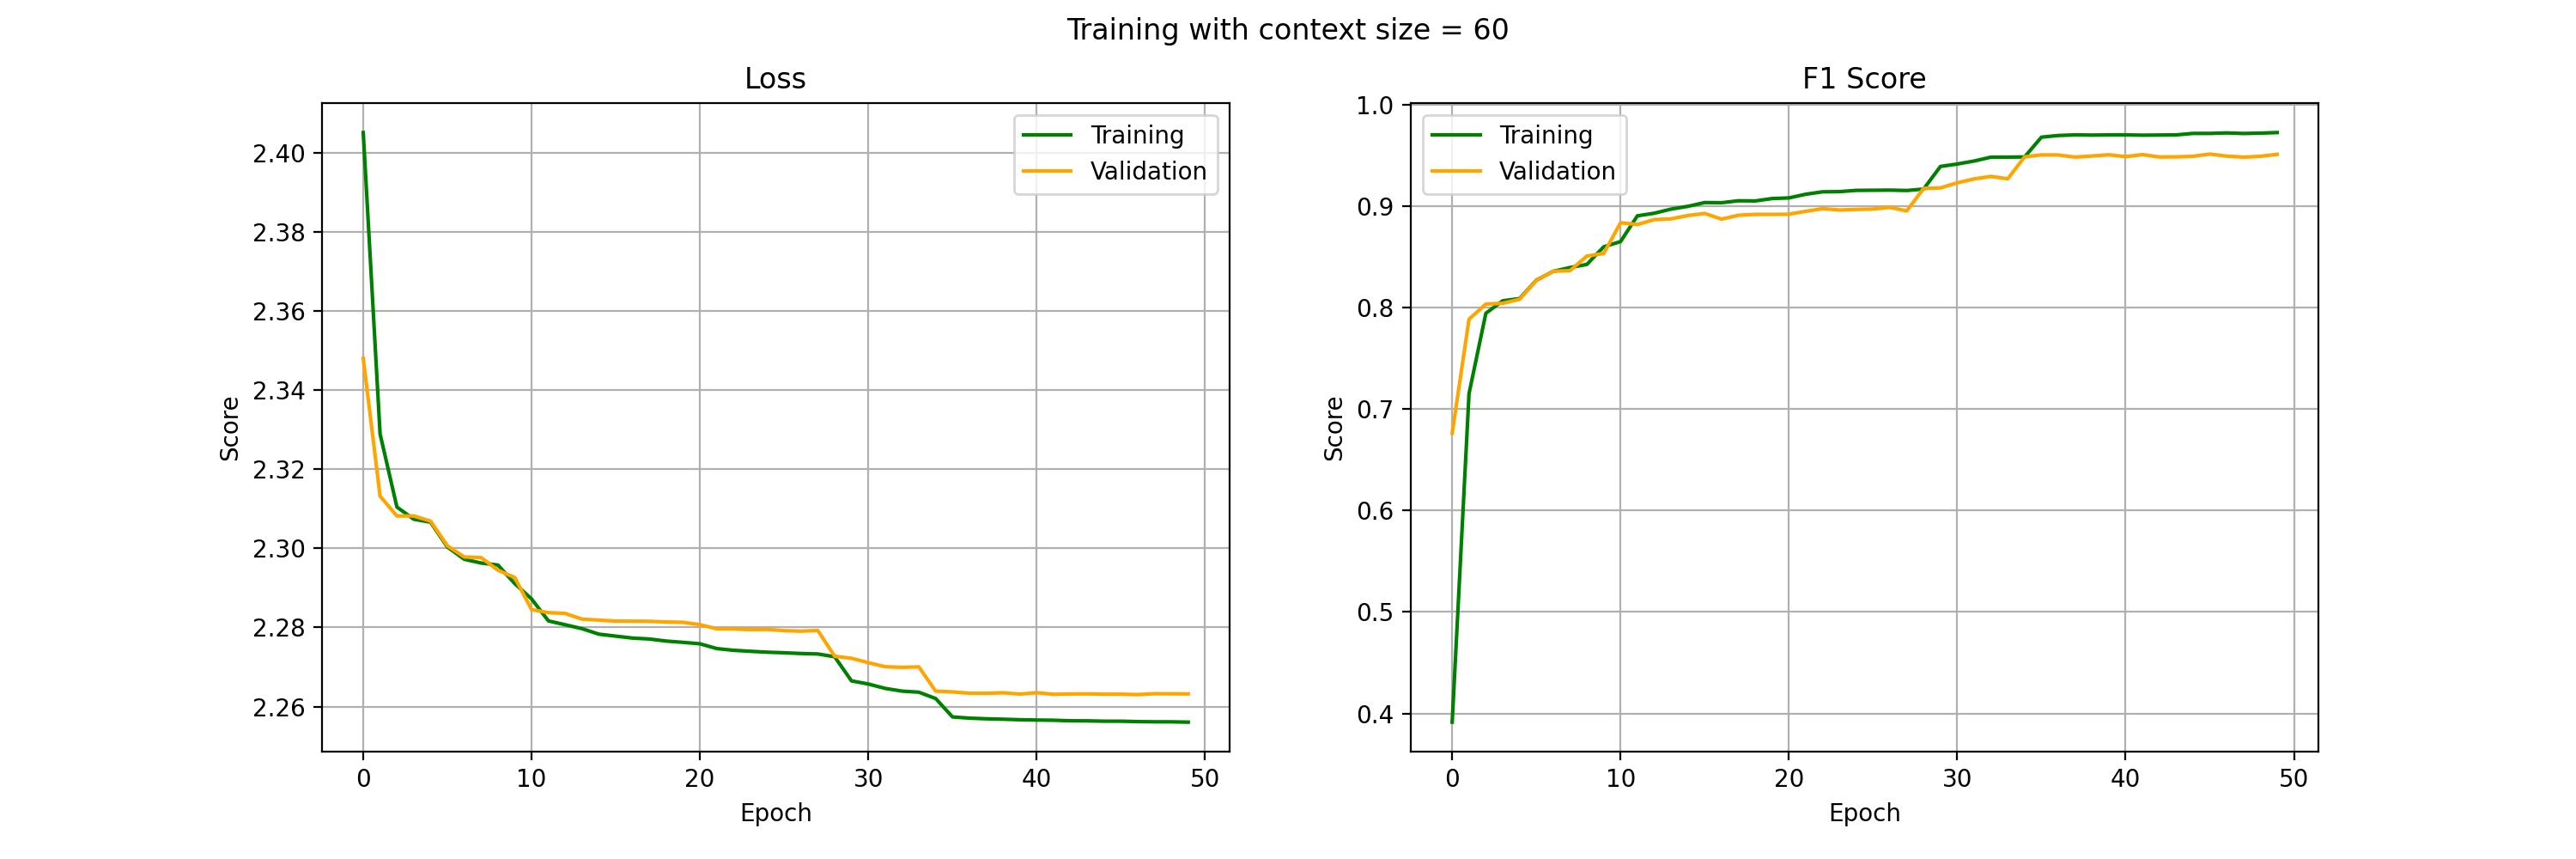 Training with context size = 60
Loss
Training
Validation
2.40
2.38
2.36
2.34
2.32
2.30
2.28
2.26
Score
0 10 20 30 40 50
Epoch
F1 Score
Training
Validation
1.0
0.9
0.8
0.7
0.6
0.5
0.4
Score
0 10 20 30 40 50
Epoch